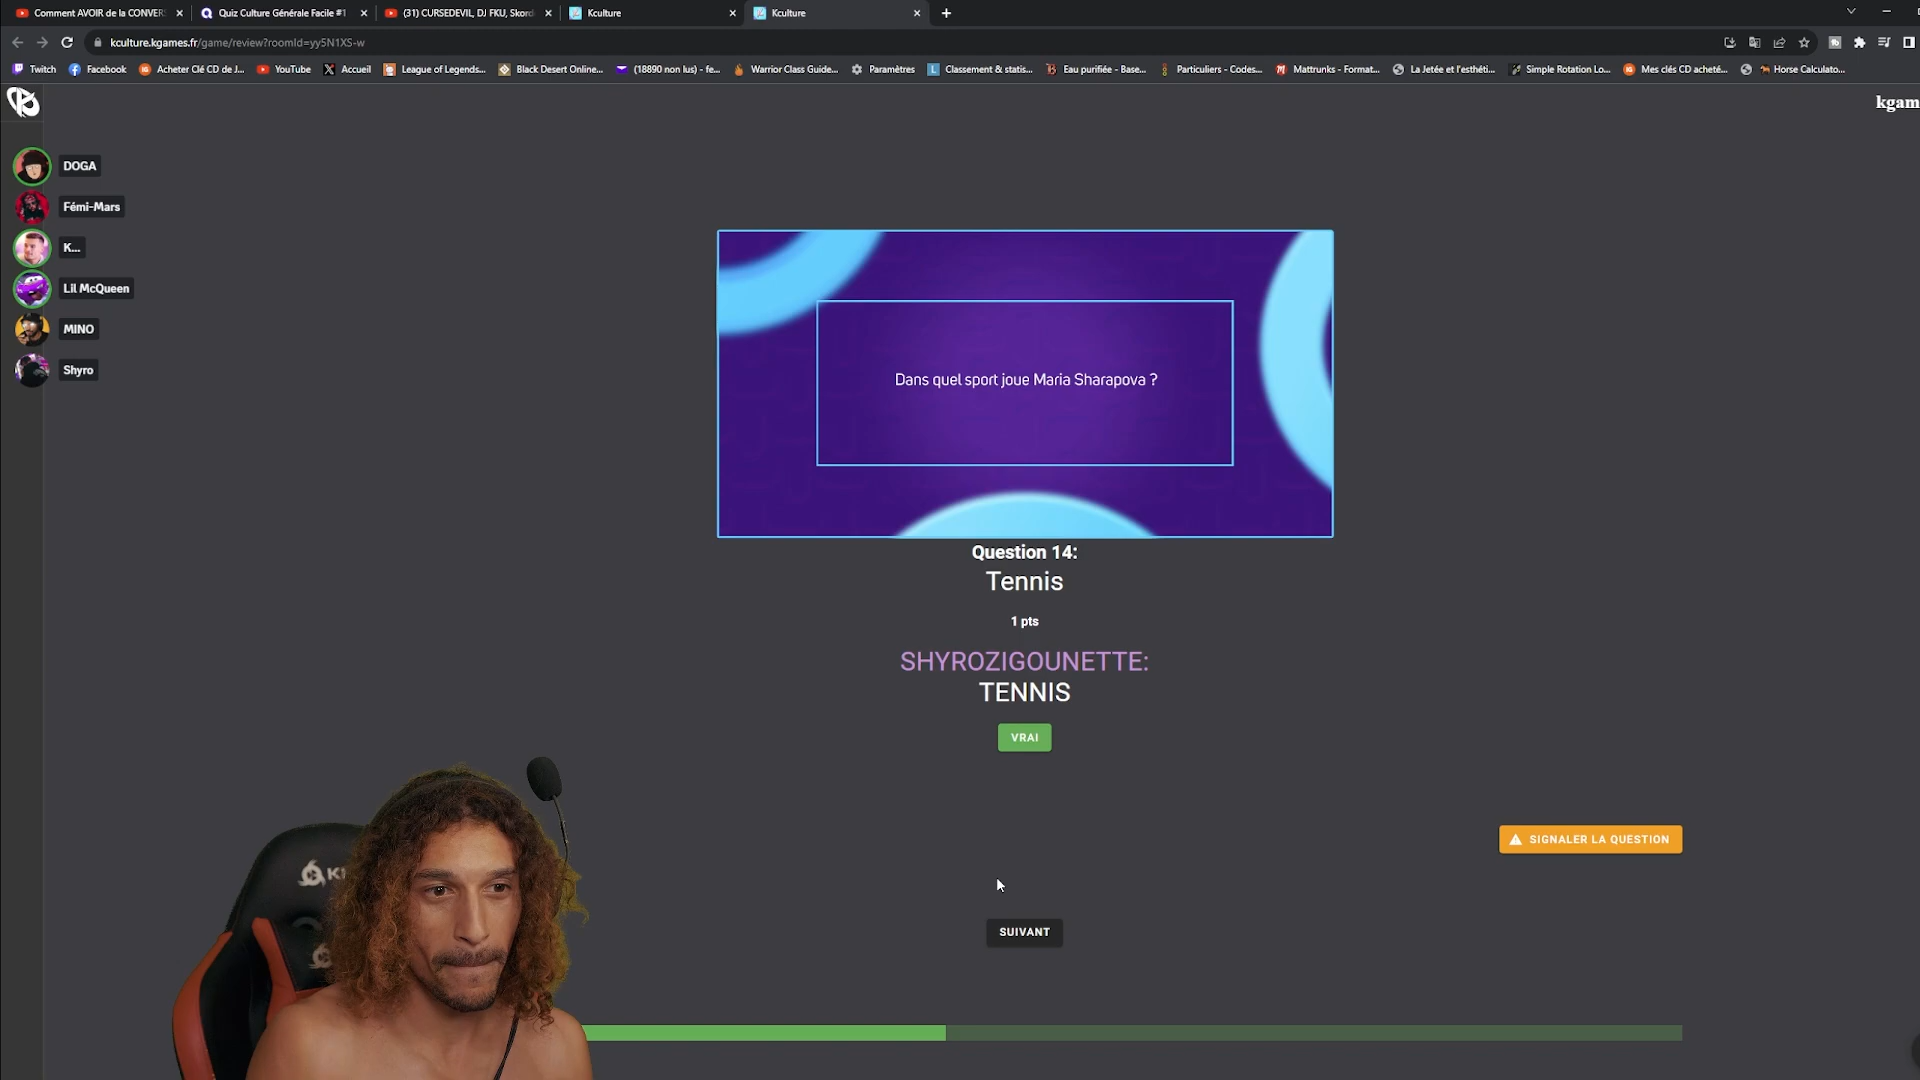 Comment AVOIR de la CONVER
Quiz Culture Générale Facile #1
(31) CURSEDEVIL, DJ FKU, Skord
Kculture
Kculture
kculture.kgames.fr/game/review?roomId=yy5N1XS-w
Twitch
Facebook
Acheter Clé CD de J...
YouTube
Accueil
League of Legends...
Black Desert Online...
(18890 non lus) - fe...
Warrior Class Guide...
Paramètres
Classement & statis...
Eau purifiée - Base...
Particuliers - Codes...
Mattrunks - Format...
La Jetée et l'esthéti...
Simple Rotation Lo...
Mes clés CD acheté...
Horse Calculato...
kgam
DOGA
Fémi-Mars
K...
Lil McQueen
MINO
Shyro
Dans quel sport joue Maria Sharapova ?
Question 14:
Tennis
1 pts
SHYROZIGOUNETTE:
TENNIS
VRAI
SIGNALER LA QUESTION
SUIVANT